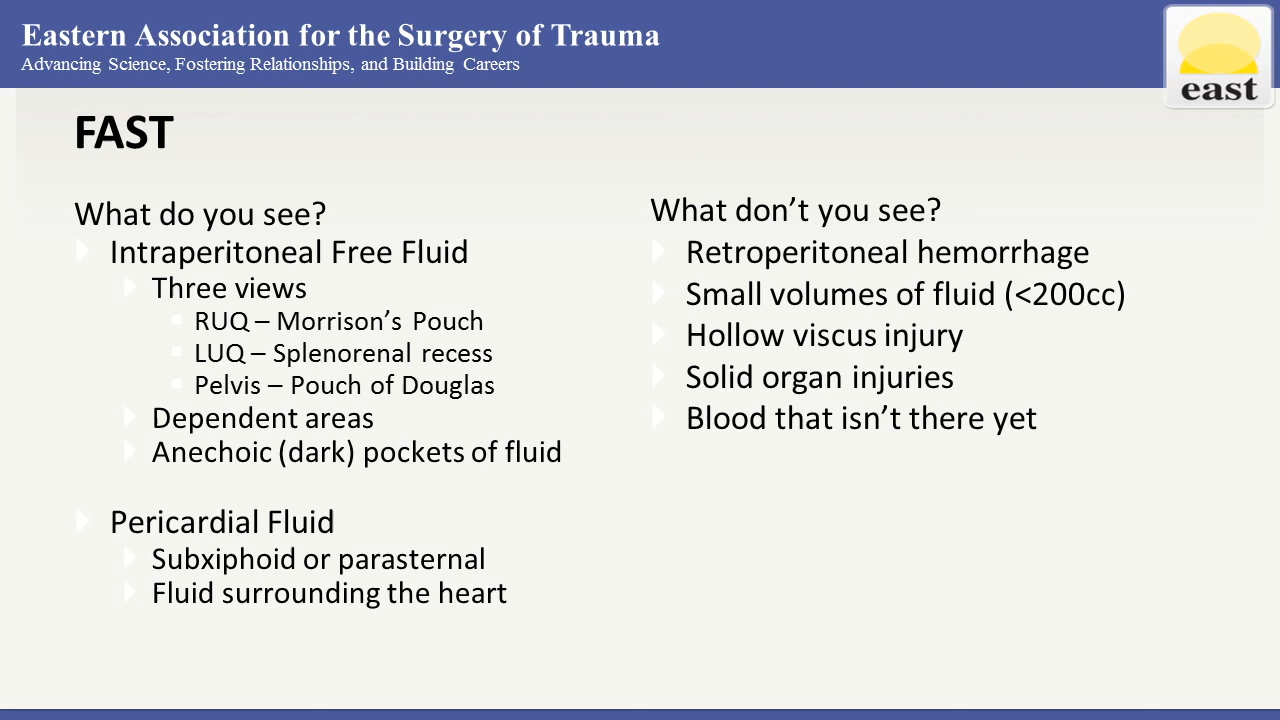 Eastern Association for the Surgery of Trauma
Advancing Science, Fostering Relationships, and Building Careers
east
FAST
What do you see?
Intraperitoneal Free Fluid
Three views
RUQ – Morrison's Pouch
LUQ – Splenorenal recess
Pelvis – Pouch of Douglas
Dependent areas
Anechoic (dark) pockets of fluid
Pericardial Fluid
Subxiphoid or parasternal
Fluid surrounding the heart
What don't you see?
Retroperitoneal hemorrhage
Small volumes of fluid (<200cc)
Hollow viscus injury
Solid organ injuries
Blood that isn't there yet